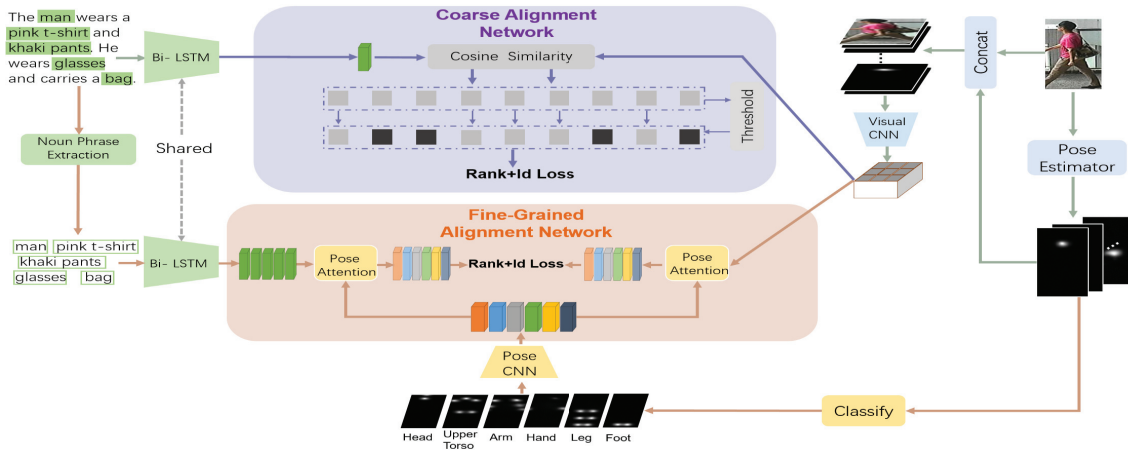 The man wears a
pink t-shirt and
khaki pants. He
wears glasses
and carries a bag.
Bi- LSTM
Noun Phrase
Extraction
Shared
man pink t-shirt
khaki pants
glasses bag
Bi- LSTM
Coarse Alignment
Network
Cosine Similarity
Threshold
Rank+Id Loss
Fine-Grained
Alignment Network
Pose
Attention
Rank+Id Loss
Pose
Attention
Pose
CNN
Head
Upper
Torso
Arm
Hand
Leg
Foot
Classify
Concat
Visual
CNN
Pose
Estimator